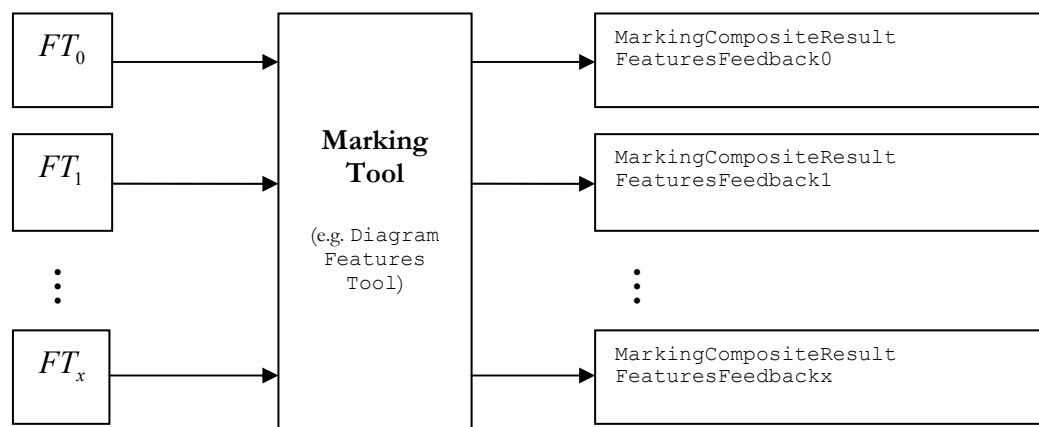 FT₀
MarkingCompositeResult
FeaturesFeedback0
FT₁
Marking
Tool
(e.g. Diagram
Features
Tool)
MarkingCompositeResult
FeaturesFeedback1
FTₓ
MarkingCompositeResult
FeaturesFeedbackx